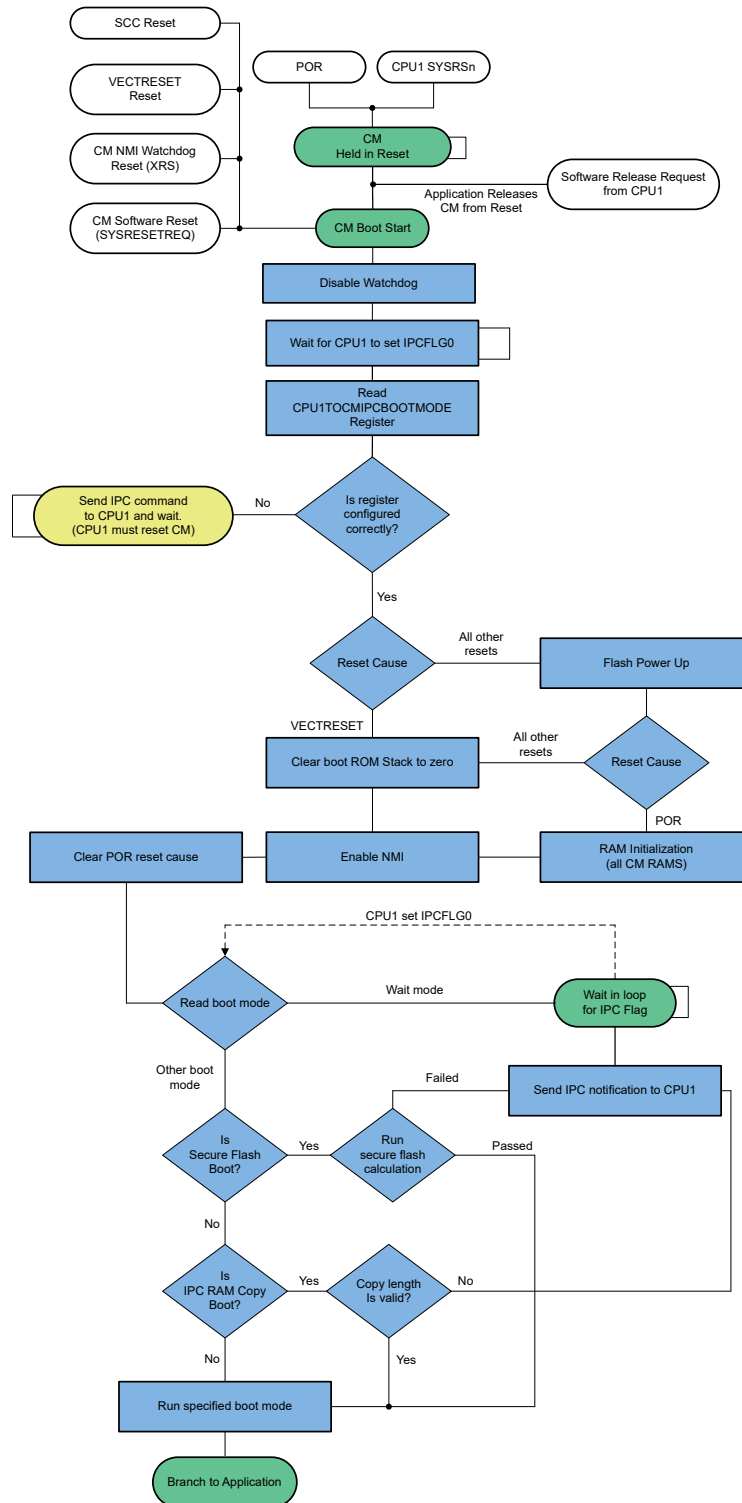 SCC Reset
VECTRESET
Reset
CM NMI Watchdog
Reset (XRS)
CM Software Reset
(SYSRESETREQ)
POR
CPU1 SYSRSn
CM
Held in Reset
Application Releases
CM from Reset
Software Release Request
from CPU1
CM Boot Start
Disable Watchdog
Wait for CPU1 to set IPCFLG0
Read
CPU1TOCMIPCBOOTMODE
Register
Is register
configured
correctly?
No
Send IPC command
to CPU1 and wait.
(CPU1 must reset CM)
Yes
Reset Cause
All other
resets
Flash Power Up
VECTRESET
Clear boot ROM Stack to zero
All other
resets
Reset Cause
POR
Clear POR reset cause
Enable NMI
RAM Initialization
(all CM RAMS)
CPU1 set IPCFLG0
Read boot mode
Wait mode
Wait in loop
for IPC Flag
Other boot
mode
Failed
Send IPC notification to CPU1
Is
Secure Flash
Boot?
Yes
Run
secure flash
calculation
Passed
No
Is
IPC RAM Copy
Boot?
Yes
Copy length
Is valid?
No
No
Yes
Run specified boot mode
Branch to Application